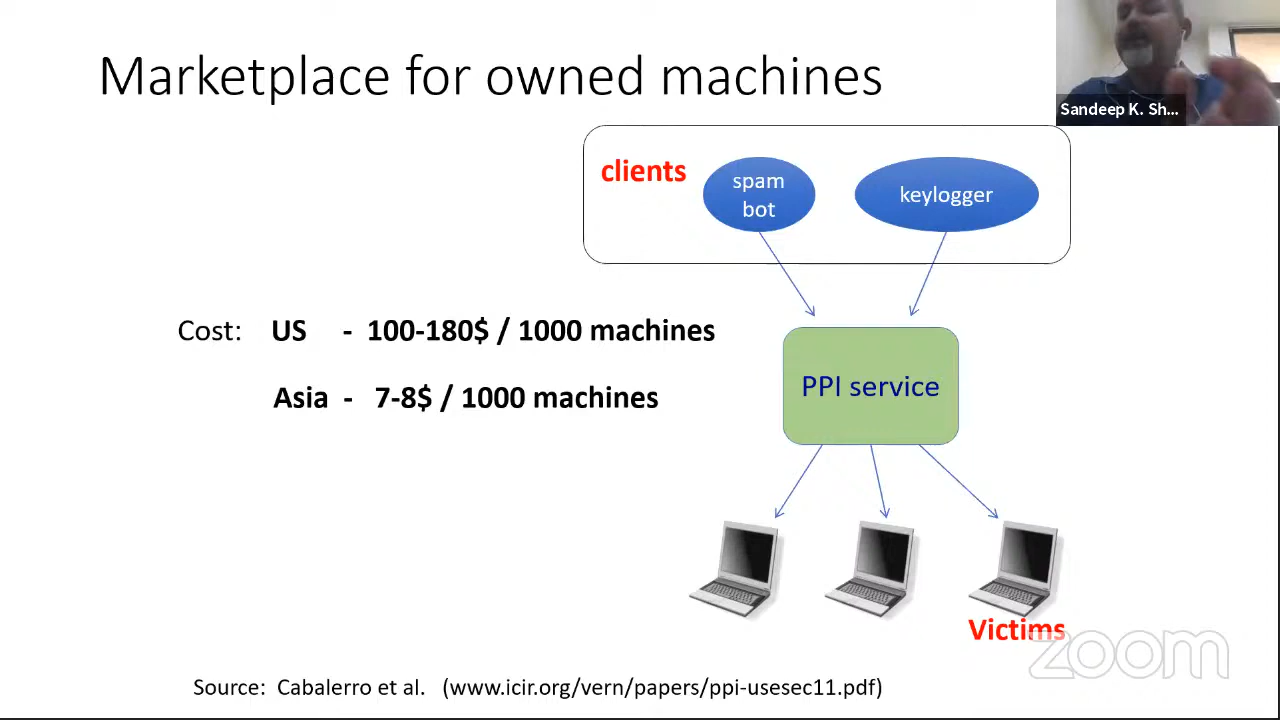 Marketplace for owned machines
Sandeep K. Sh...
clients
spam
bot
keylogger
Cost: US - 100-180$ / 1000 machines
Asia - 7-8$ / 1000 machines
PPI service
Victims
zoom
Source: Cabalerro et al. (www.icir.org/vern/papers/ppi-usesec11.pdf)